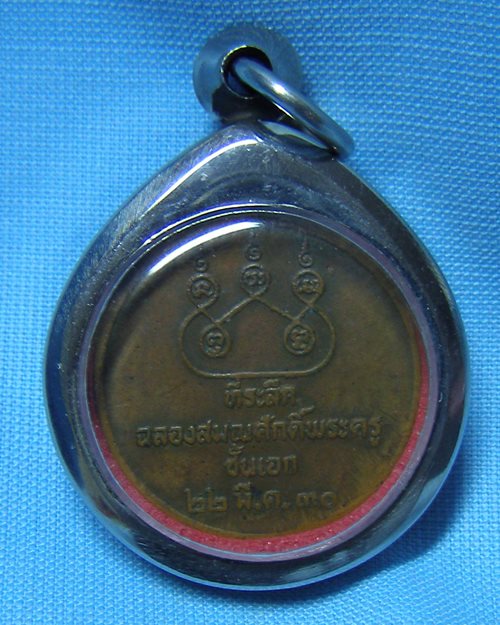 ที่ระลึก
ฉลองสมณศักดิ์พระครู
ชั้นเอก
๒๒ มี.ค. ๓๐